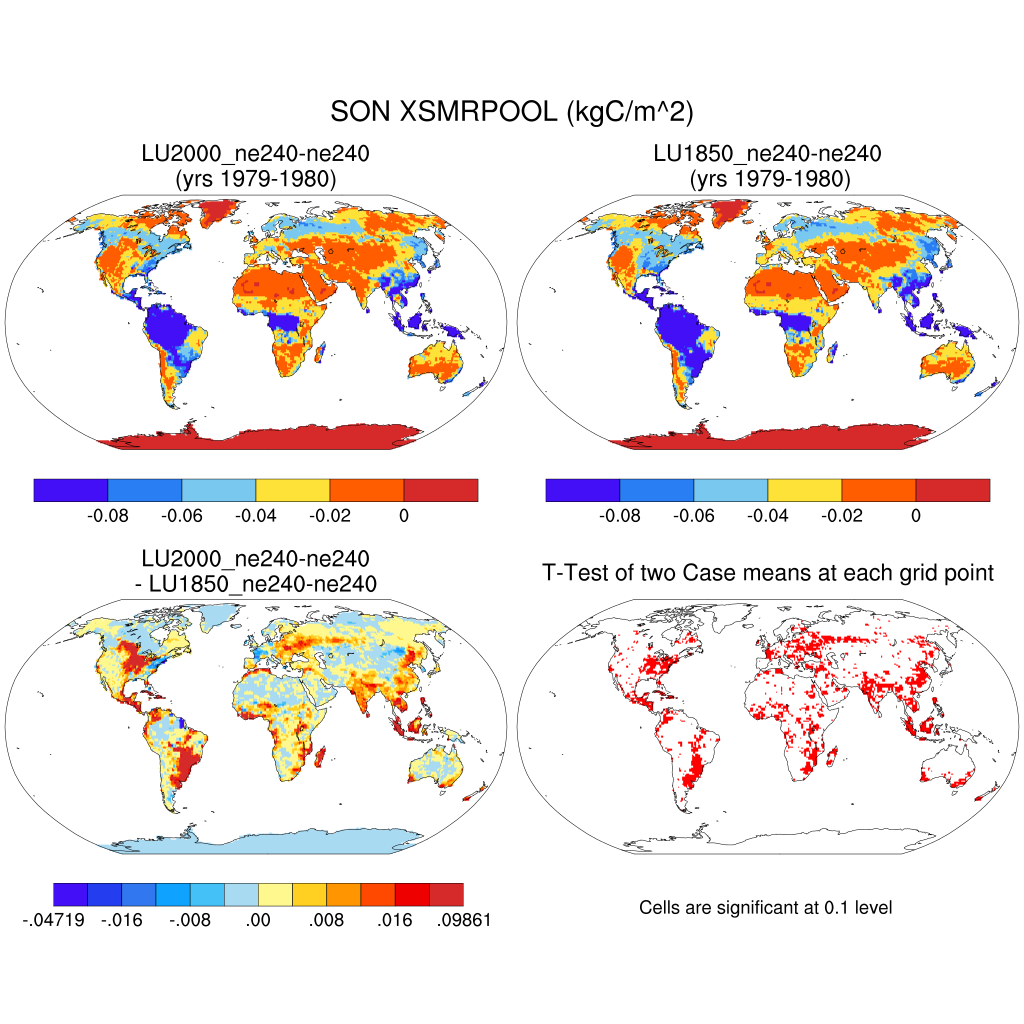 SON XSMRPOOL (kgC/m^2)
LU2000_ne240-ne240
(yrs 1979-1980)
LU1850_ne240-ne240
(yrs 1979-1980)
-0.08 -0.06 -0.04 -0.02 0
-0.08 -0.06 -0.04 -0.02 0
LU2000_ne240-ne240
- LU1850_ne240-ne240
T-Test of two Case means at each grid point
-.04719 -.016 -.008 .00 .008 .016 .09861
Cells are significant at 0.1 level